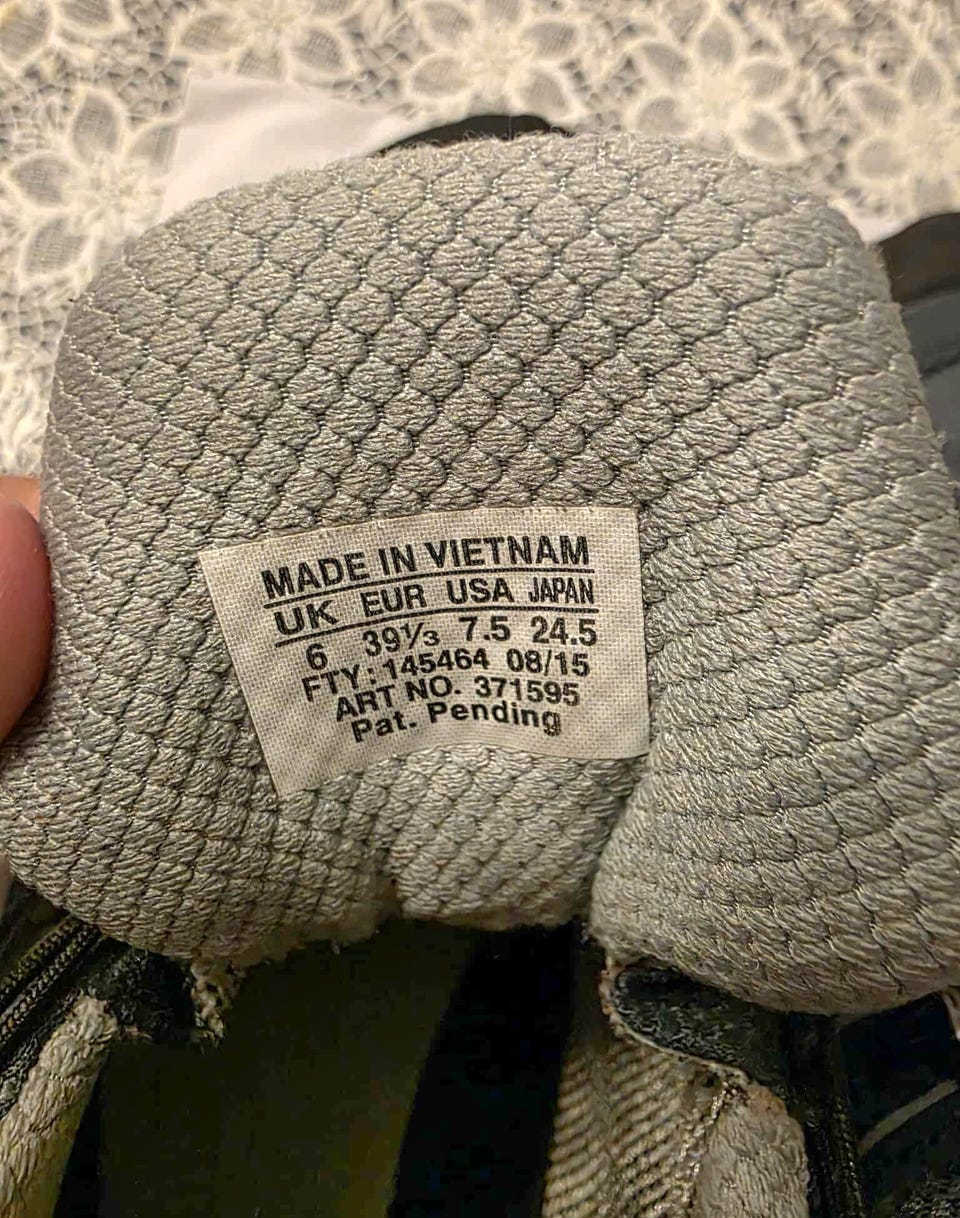 MADE IN VIETNAM
UK EUR USA JAPAN
6 39⅓ 7.5 24.5
FTY: 145464 08/15
ART NO. 371595
Pat. Pending